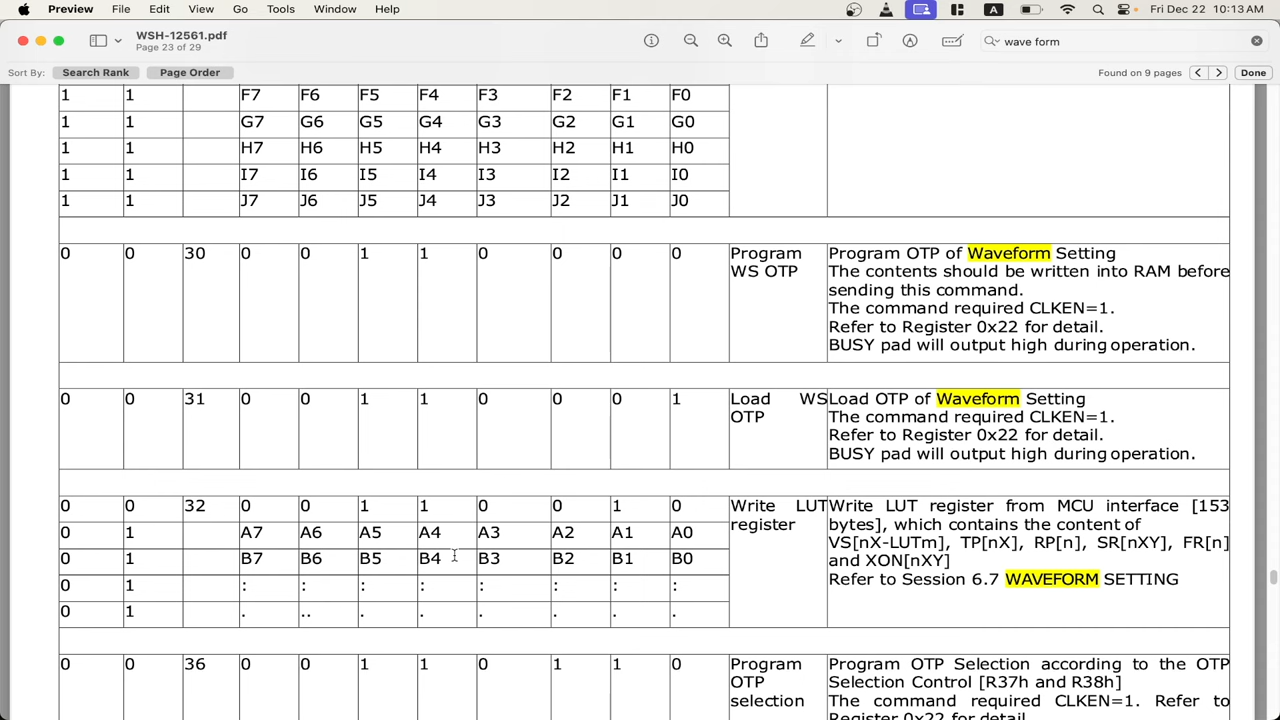 Preview File Edit View Go Tools Window Help A Fri Dec 22 10:13 AM
WSH-12561.pdf
Page 23 of 29
wave form
Sort By: Search Rank Page Order Found on 9 pages Done
1 1 F7 F6 F5 F4 F3 F2 F1 F0
1 1 G7 G6 G5 G4 G3 G2 G1 G0
1 1 H7 H6 H5 H4 H3 H2 H1 H0
1 1 I7 I6 I5 I4 I3 I2 I1 I0
1 1 J7 J6 J5 J4 J3 J2 J1 J0
0 0 30 0 0 1 1 0 0 0 0 Program Program OTP of Waveform Setting
WS OTP The contents should be written into RAM before
sending this command.
The command required CLKEN=1.
Refer to Register 0x22 for detail.
BUSY pad will output high during operation.
0 0 31 0 0 1 1 0 0 0 1 Load WS Load OTP of Waveform Setting
OTP The command required CLKEN=1.
Refer to Register 0x22 for detail.
BUSY pad will output high during operation.
0 0 32 0 0 1 1 0 0 1 0 Write LUT Write LUT register from MCU interface [153
register bytes], which contains the content of
0 1 A7 A6 A5 A4 A3 A2 A1 A0 VS[nX-LUTm], TP[nX], RP[n], SR[nXY], FR[n]
0 1 B7 B6 B5 B4 B3 B2 B1 B0 and XON[nXY]
0 1 : : : : : : : : Refer to Session 6.7 WAVEFORM SETTING
0 1 . .. . . . . . .
0 0 36 0 0 1 1 0 1 1 0 Program Program OTP Selection according to the OTP
OTP Selection Control [R37h and R38h]
selection The command required CLKEN=1. Refer to
Register 0x22 for detail.